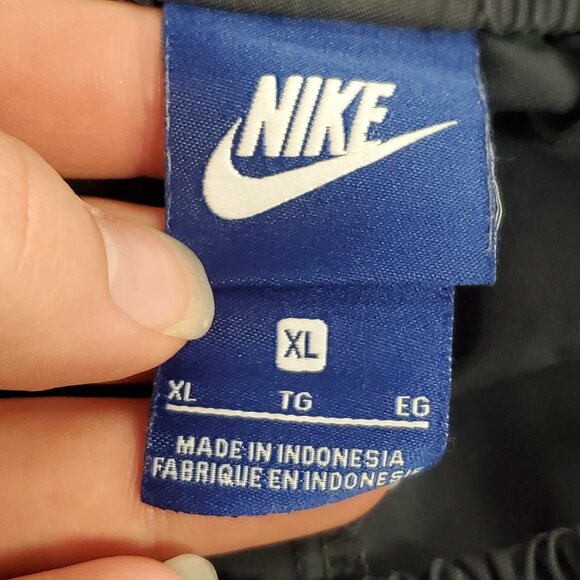 NIKE
XL
XL TG EG
MADE IN INDONESIA
FABRIQUE EN INDONESIE